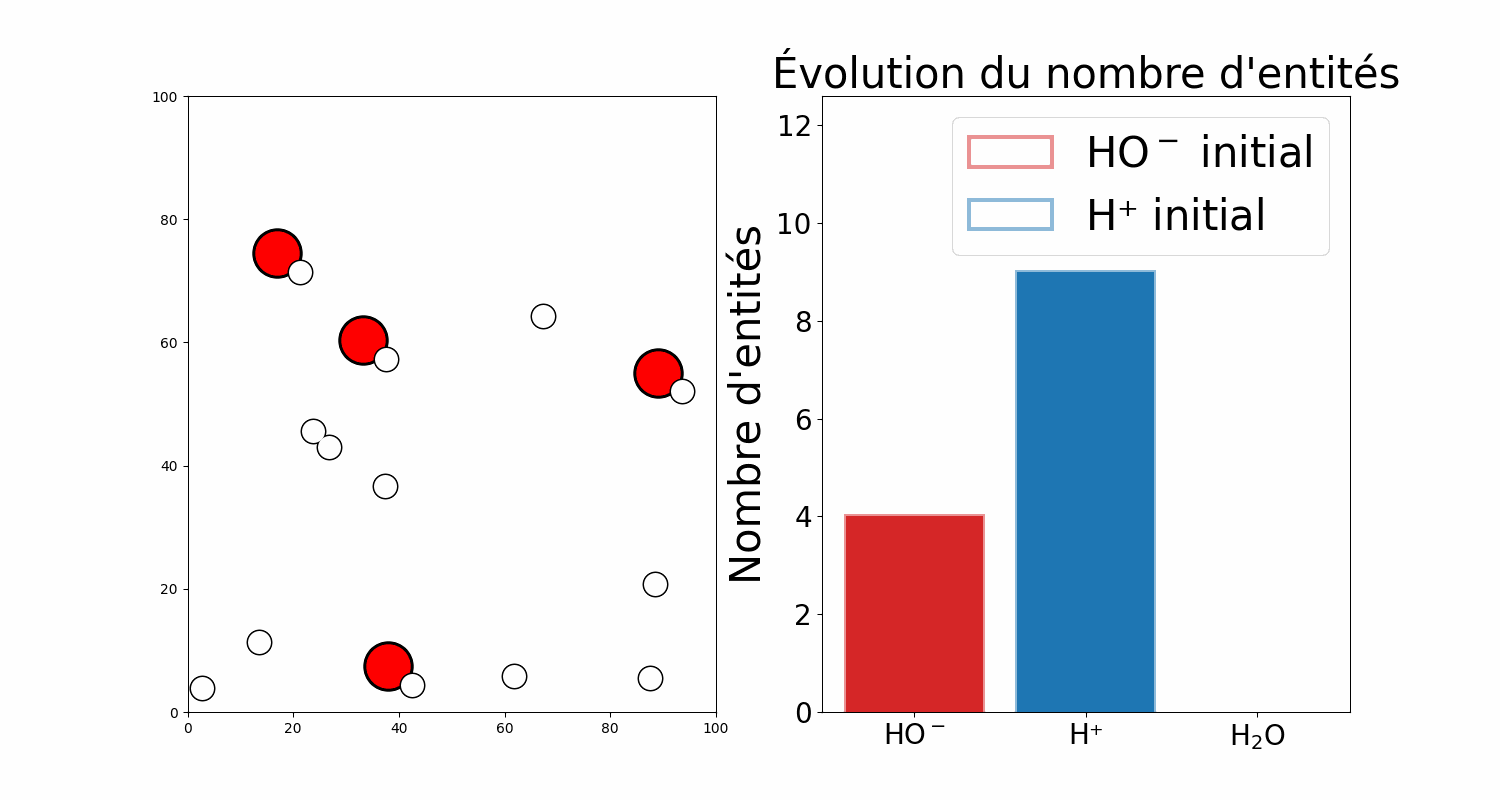 Évolution du nombre d'entités
100
80
60
40
20
0
0 20 40 60 80 100
Nombre d'entités
12
10
8
6
4
2
0
HO⁻ initial
H⁺ initial
HO⁻ H⁺ H₂O